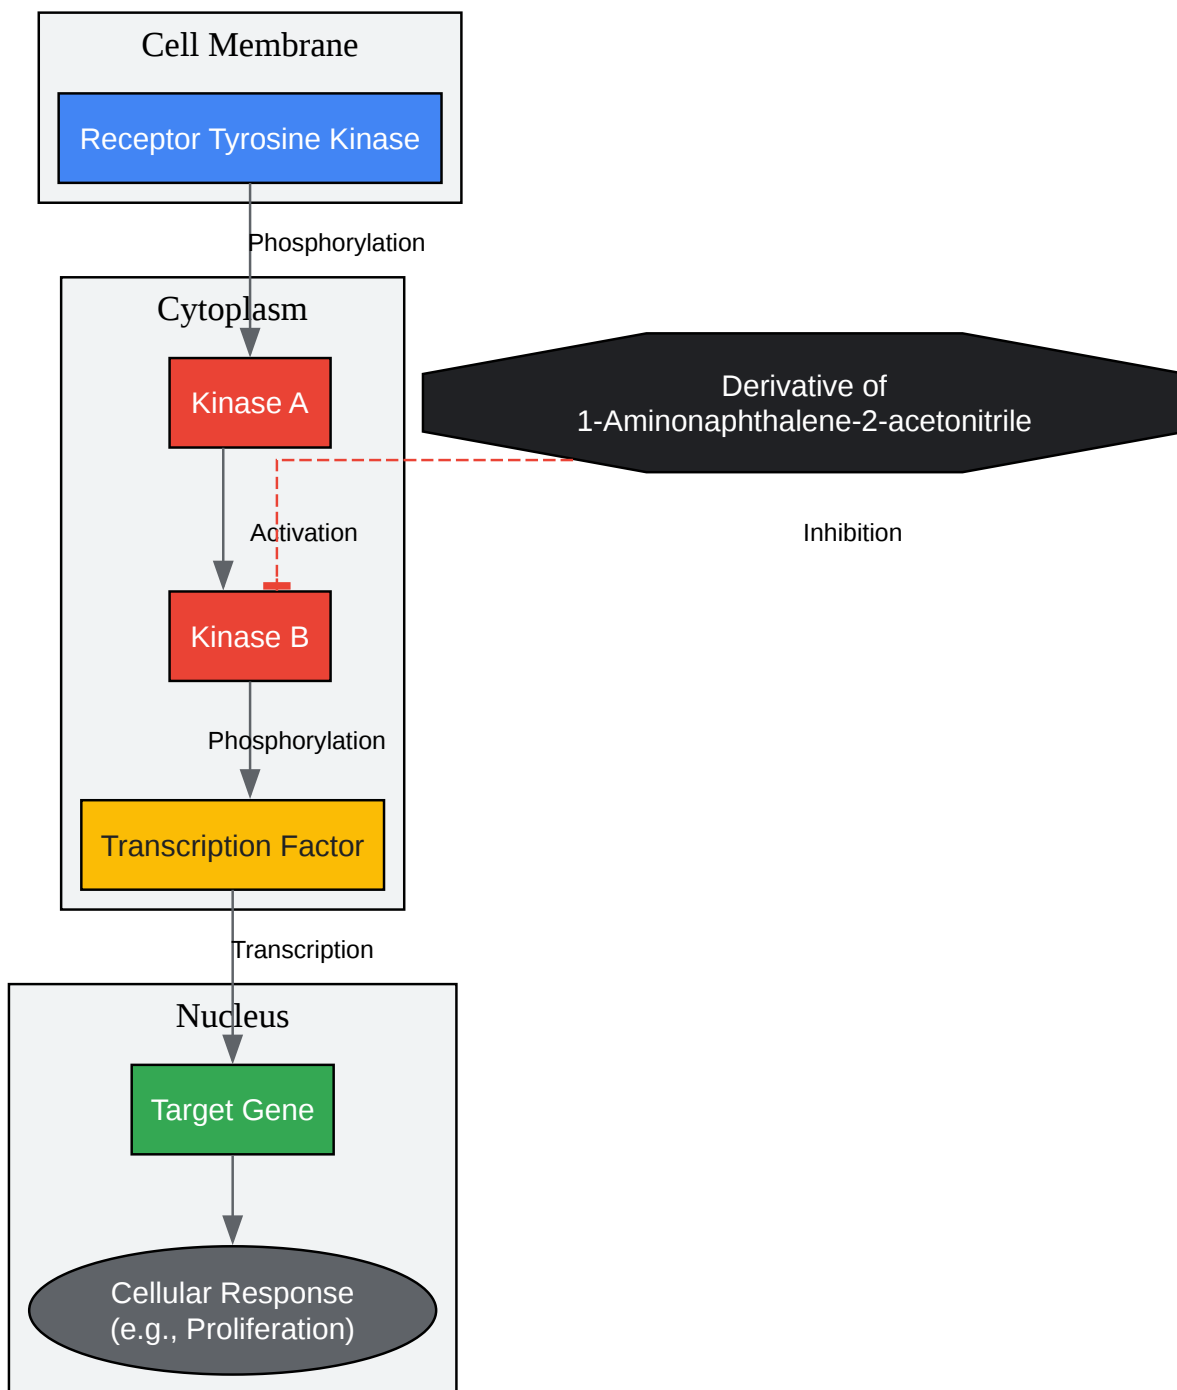 Cell Membrane
Receptor Tyrosine Kinase
Phosphorylation
Cytoplasm
Kinase A
Derivative of
1-Aminonaphthalene-2-acetonitrile
Activation
Inhibition
Kinase B
Phosphorylation
Transcription Factor
Transcription
Nucleus
Target Gene
Cellular Response
(e.g., Proliferation)